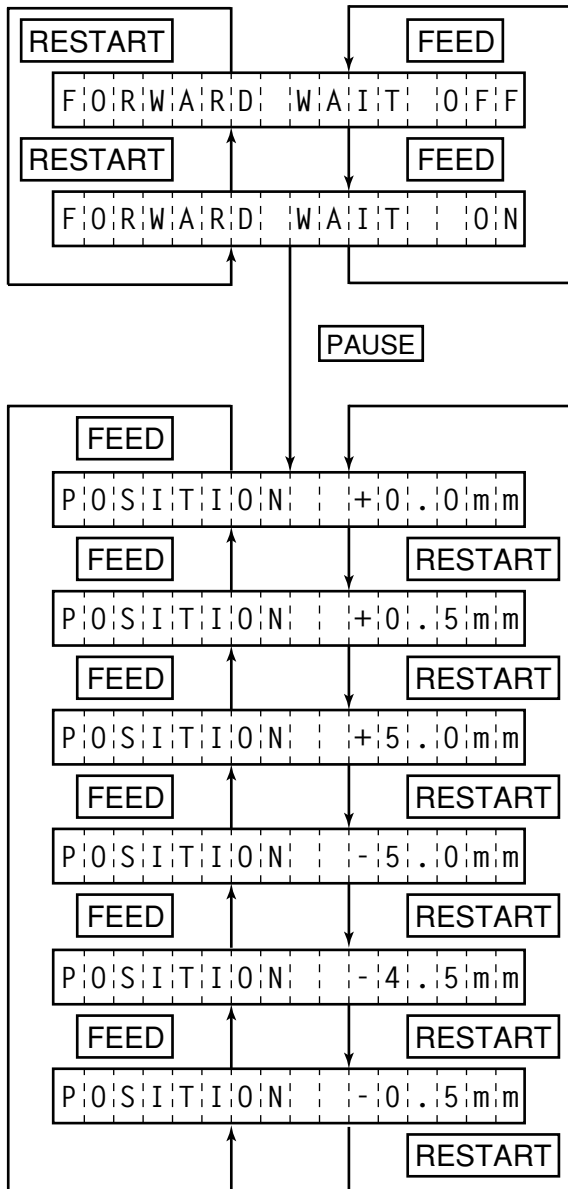 RESTART FEED
FORWARD WAIT OFF
RESTART FEED
FORWARD WAIT ON
PAUSE
FEED
POSITION +0.0mm
FEED RESTART
POSITION +0.5mm
FEED RESTART
POSITION +5.0mm
FEED RESTART
POSITION -5.0mm
FEED RESTART
POSITION -4.5mm
FEED RESTART
POSITION -0.5mm
RESTART